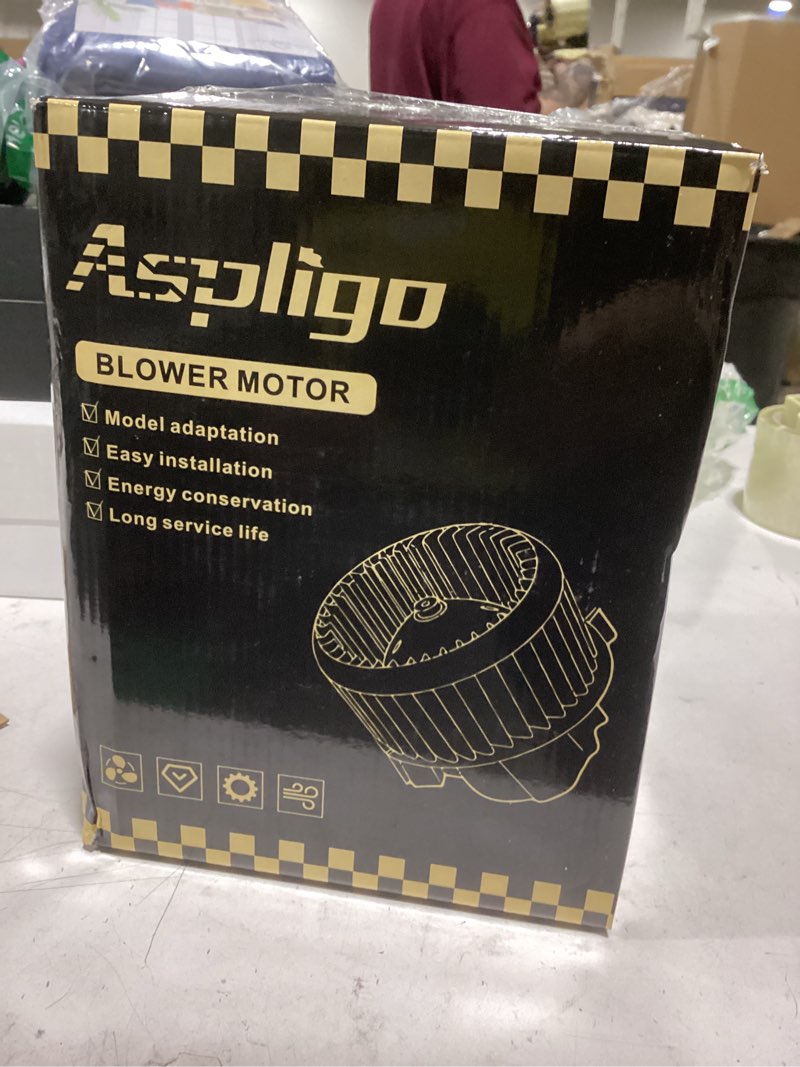 Aspligo
BLOWER MOTOR
Model adaptation
Easy installation
Energy conservation
Long service life